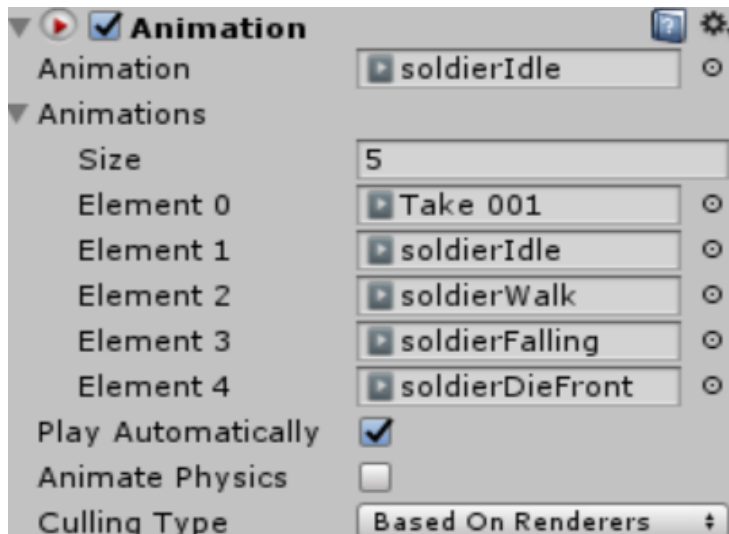 Animation
Animation soldierIdle
Animations
Size 5
Element 0 Take 001
Element 1 soldierIdle
Element 2 soldierWalk
Element 3 soldierFalling
Element 4 soldierDieFront
Play Automatically
Animate Physics
Culling Type Based On Renderers